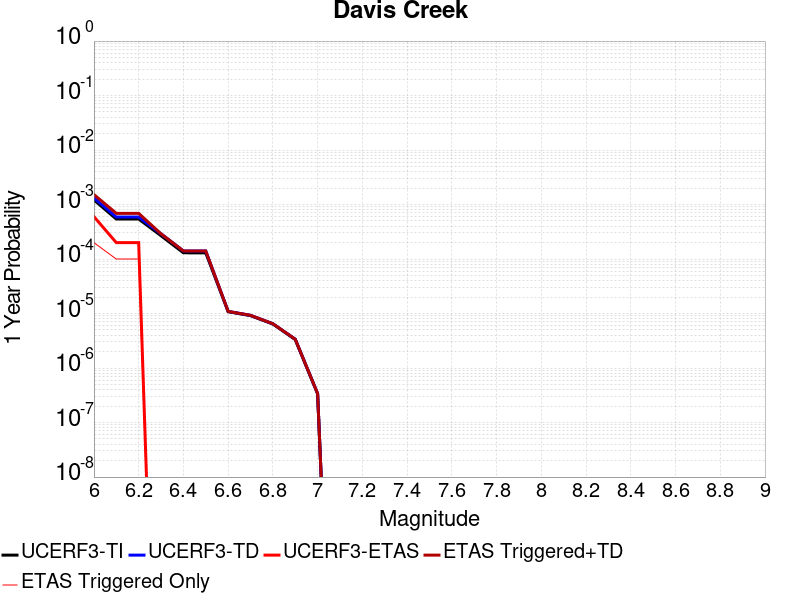 Davis Creek
1 Year Probability
10^0
10^-1
10^-2
10^-3
10^-4
10^-5
10^-6
10^-7
10^-8
6 6.2 6.4 6.6 6.8 7 7.2 7.4 7.6 7.8 8 8.2 8.4 8.6 8.8 9
Magnitude
UCERF3-TI UCERF3-TD UCERF3-ETAS ETAS Triggered+TD
ETAS Triggered Only